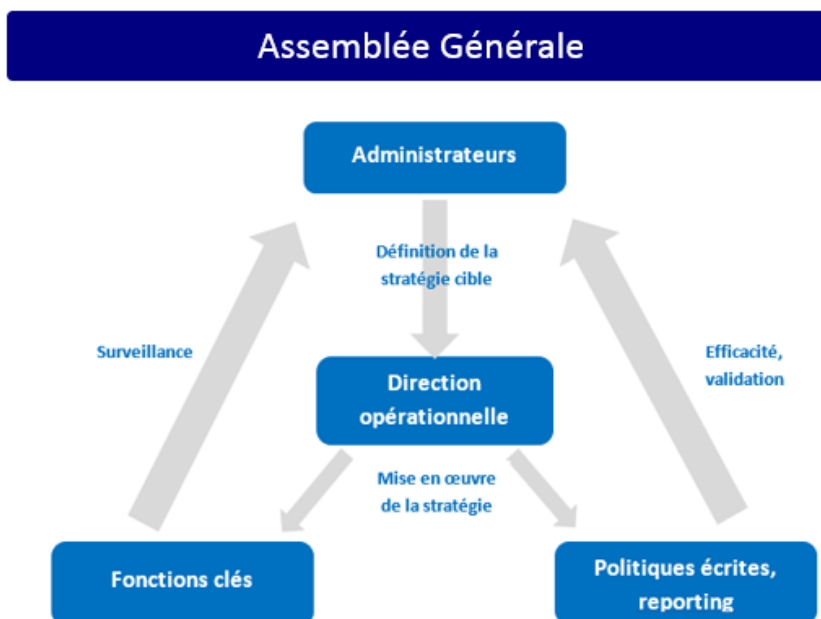 Assemblée Générale
Administrateurs
Définition de la
stratégie cible
Surveillance
Efficacité,
validation
Direction
opérationnelle
Mise en œuvre
de la stratégie
Fonctions clés
Politiques écrites,
reporting